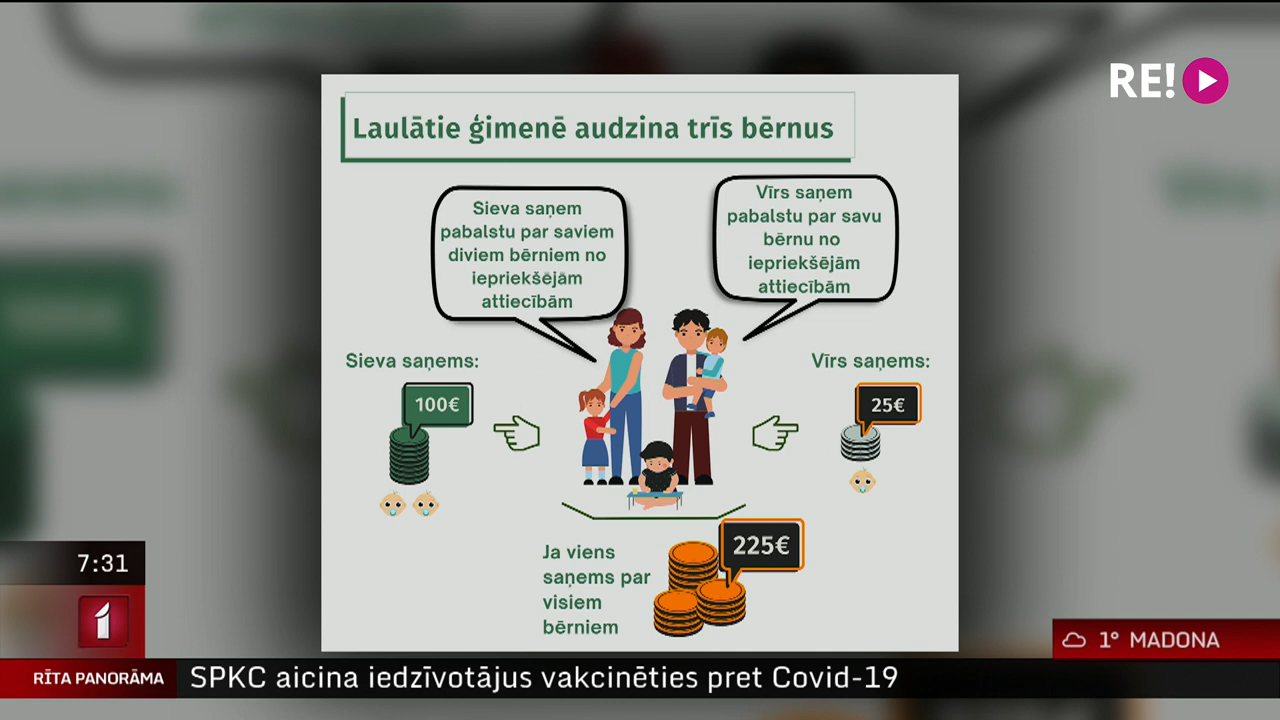 RE!
Laulātie ģimenē audzina trīs bērnus
Sieva saņem
pabalstu par saviem
diviem bērniem no
iepriekšējām
attiecībām
Vīrs saņem
pabalstu par savu
bērnu no
iepriekšējām
attiecībām
Sieva saņems:
100€
Vīrs saņems:
25€
Ja viens
saņems par
visiem
bērniem
225€
7:31
1
1° MADONA
RĪTA PANORĀMA
SPKC aicina iedzīvotājus vakcinēties pret Covid-19